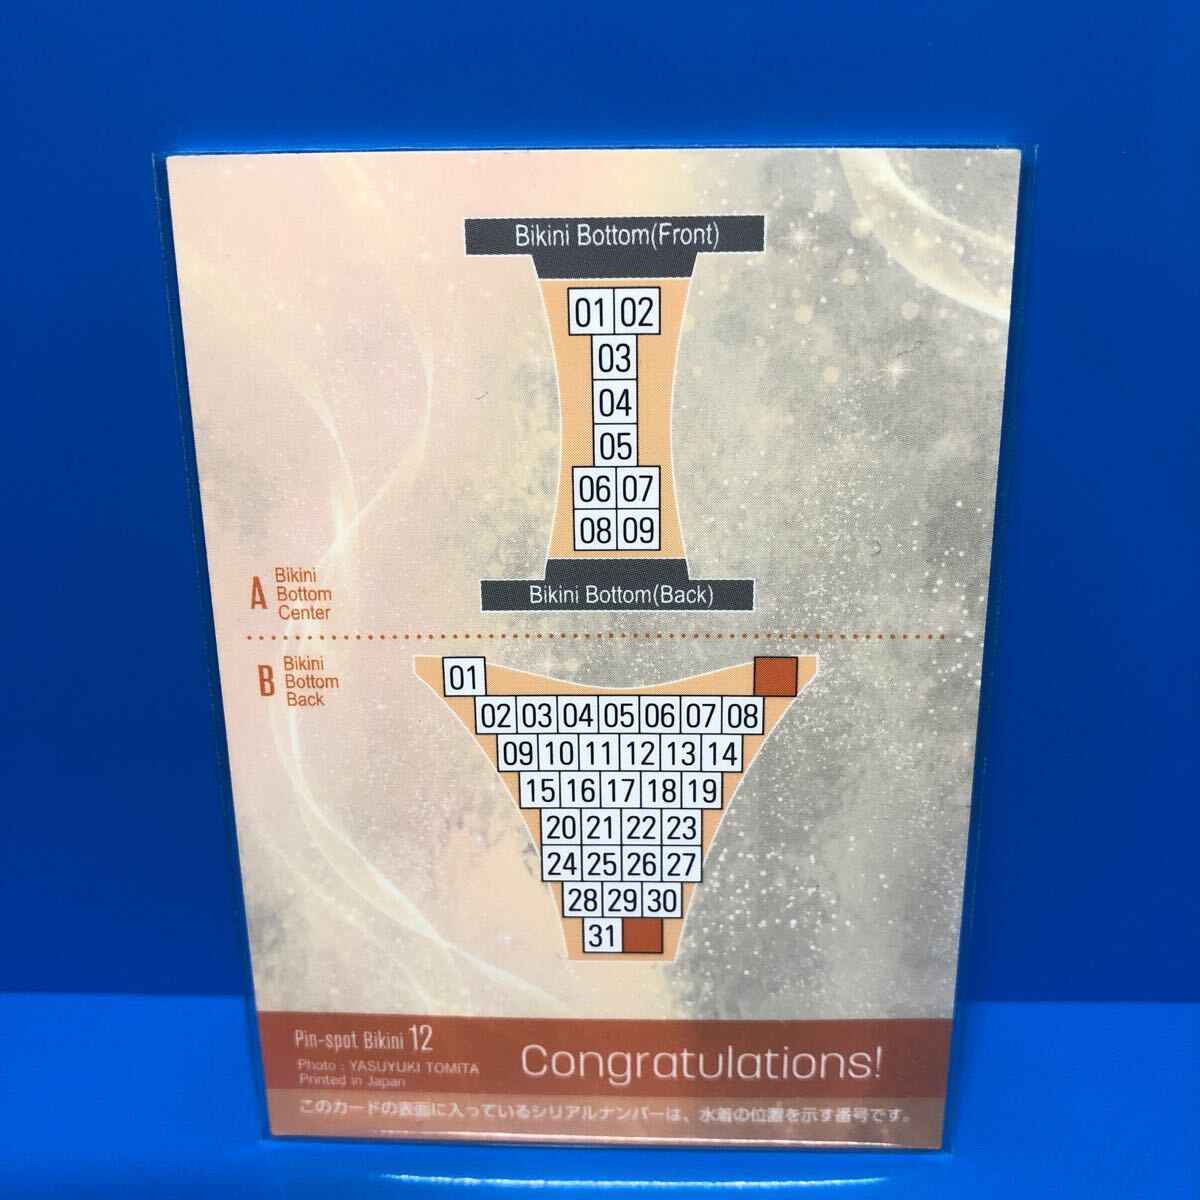 Bikini Bottom(Front)
01 02
03
04
05
06 07
08 09
Bikini Bottom(Back)
A Bikini
Bottom
Center
B Bikini
Bottom
Back
01
02 03 04 05 06 07 08
09 10 11 12 13 14
15 16 17 18 19
20 21 22 23
24 25 26 27
28 29 30
31
Pin-spot Bikini 12
Photo : YASUYUKI TOMITA
Printed in Japan
Congratulations!
このカードの表面に入っているシリアルナンバーは、水着の位置を示す番号です。